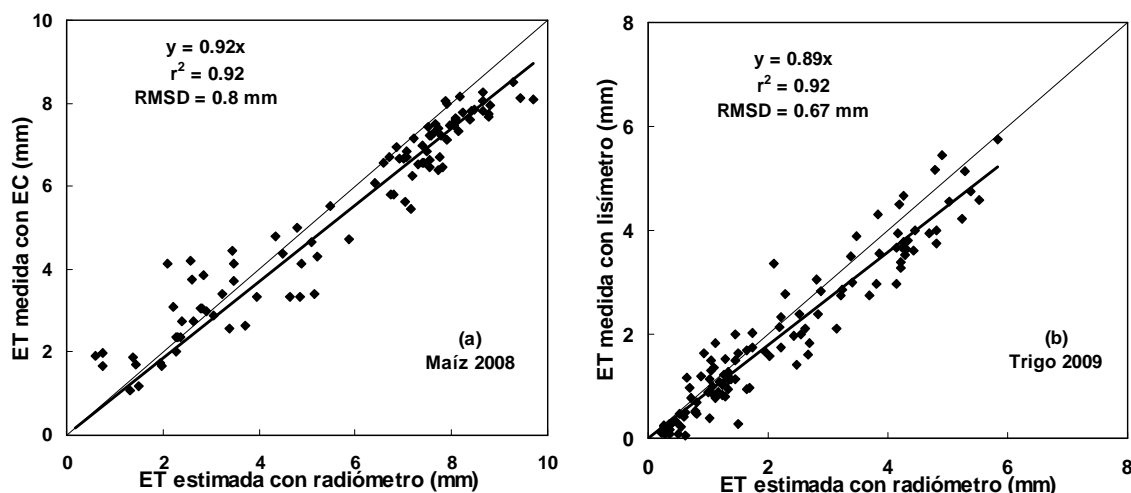 10
8
6
4
2
0
ET medida con EC (mm)
y = 0.92x
r² = 0.92
RMSD = 0.8 mm
(a)
Maíz 2008
0 2 4 6 8 10
ET estimada con radiómetro (mm)
8
6
4
2
0
ET medida con lisímetro (mm)
y = 0.89x
r² = 0.92
RMSD = 0.67 mm
(b)
Trigo 2009
0 2 4 6 8
ET estimada con radiómetro (mm)